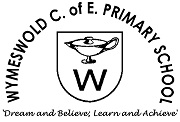 WYMESWOLD C. of E. PRIMARY SCHOOL
W
'Dream and Believe; Learn and Achieve'